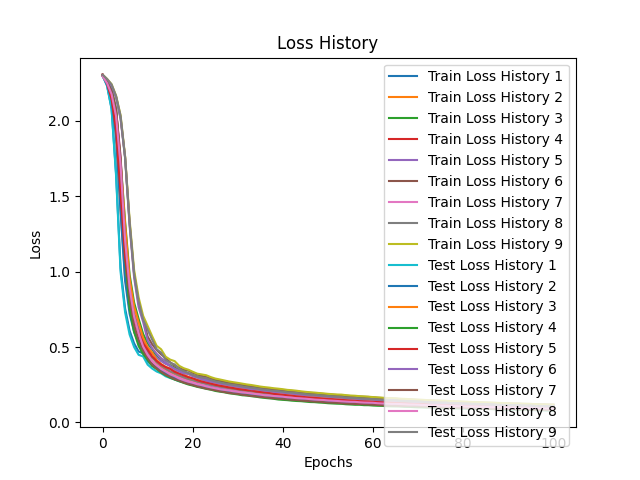 Loss History
Train Loss History 1
Train Loss History 2
Train Loss History 3
Train Loss History 4
Train Loss History 5
Train Loss History 6
Train Loss History 7
Train Loss History 8
Train Loss History 9
Test Loss History 1
Test Loss History 2
Test Loss History 3
Test Loss History 4
Test Loss History 5
Test Loss History 6
Test Loss History 7
Test Loss History 8
Test Loss History 9
2.0
1.5
1.0
0.5
0.0
Loss
0 20 40 60 80 100
Epochs